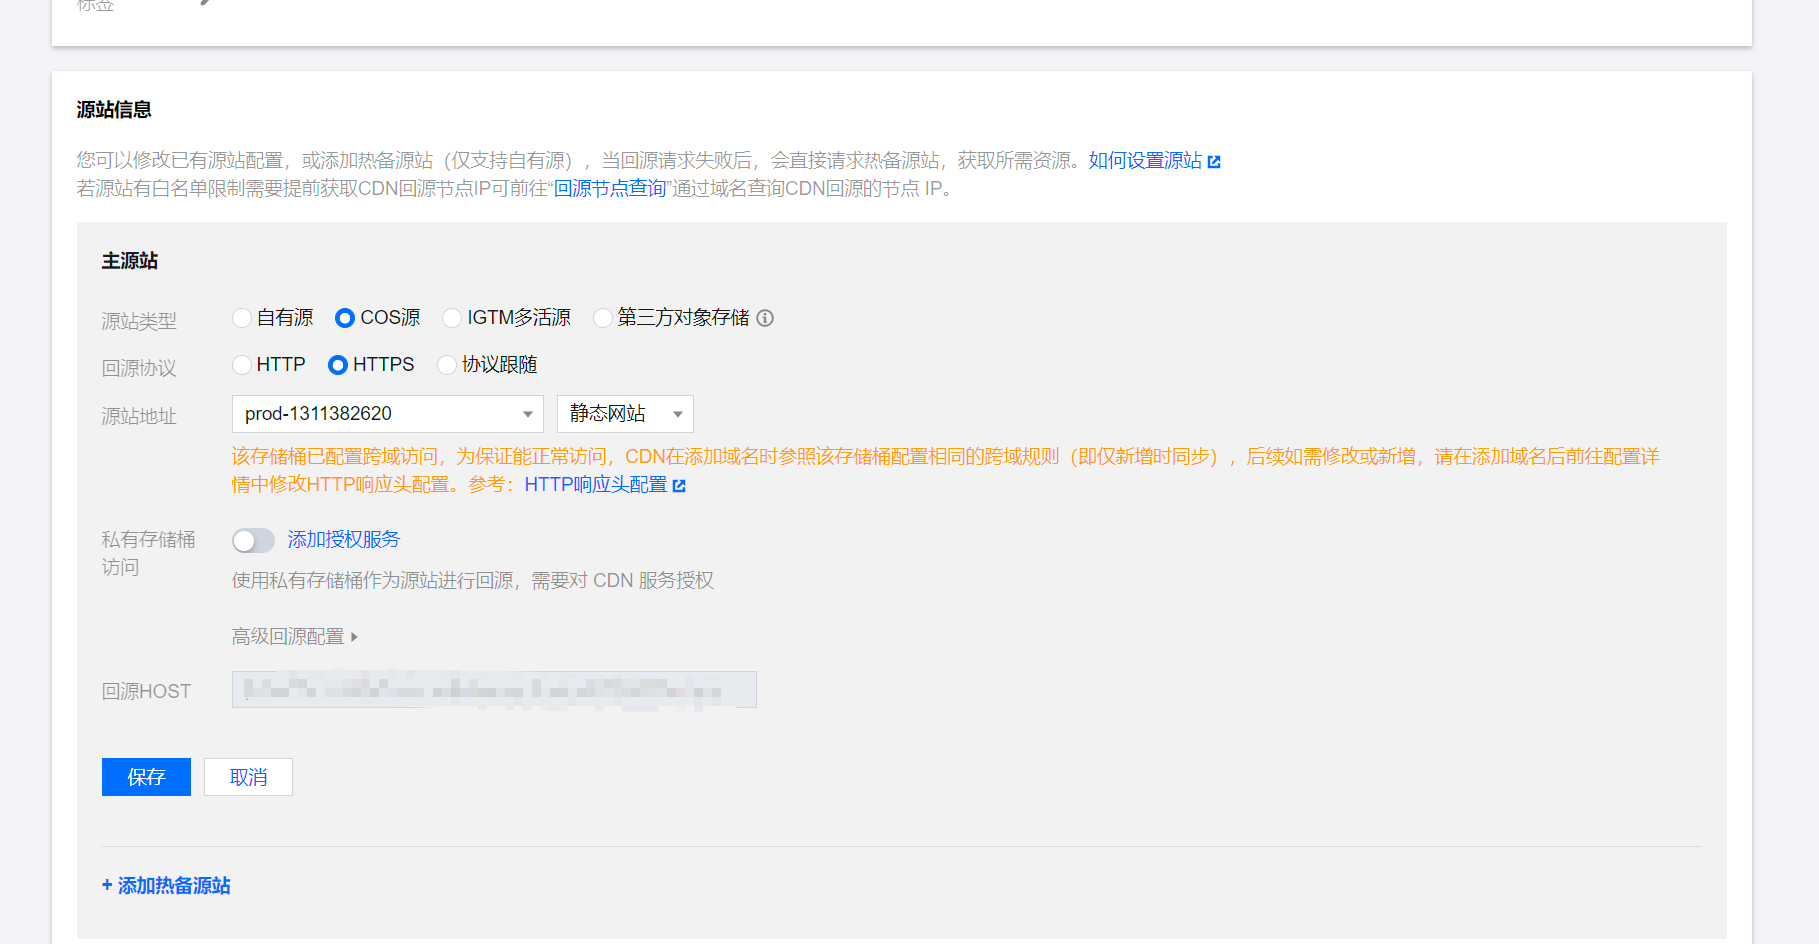 标签
源站信息
您可以修改已有源站配置，或添加热备源站（仅支持自有源），当回源请求失败后，会直接请求热备源站，获取所需资源。如何设置源站
若源站有白名单限制需要提前获取CDN回源节点IP可前往“回源节点查询”通过域名查询CDN回源的节点 IP。
主源站
源站类型 自有源 COS源 IGTM多活源 第三方对象存储
回源协议 HTTP HTTPS 协议跟随
源站地址 prod-1311382620 静态网站
该存储桶已配置跨域访问，为保证能正常访问，CDN在添加域名时参照该存储桶配置相同的跨域规则（即仅新增时同步），后续如需修改或新增，请在添加域名后前往配置详
情中修改HTTP响应头配置。参考：HTTP响应头配置
私有存储桶 添加授权服务
访问
使用私有存储桶作为源站进行回源，需要对 CDN 服务授权
高级回源配置
回源HOST
保存 取消
+ 添加热备源站